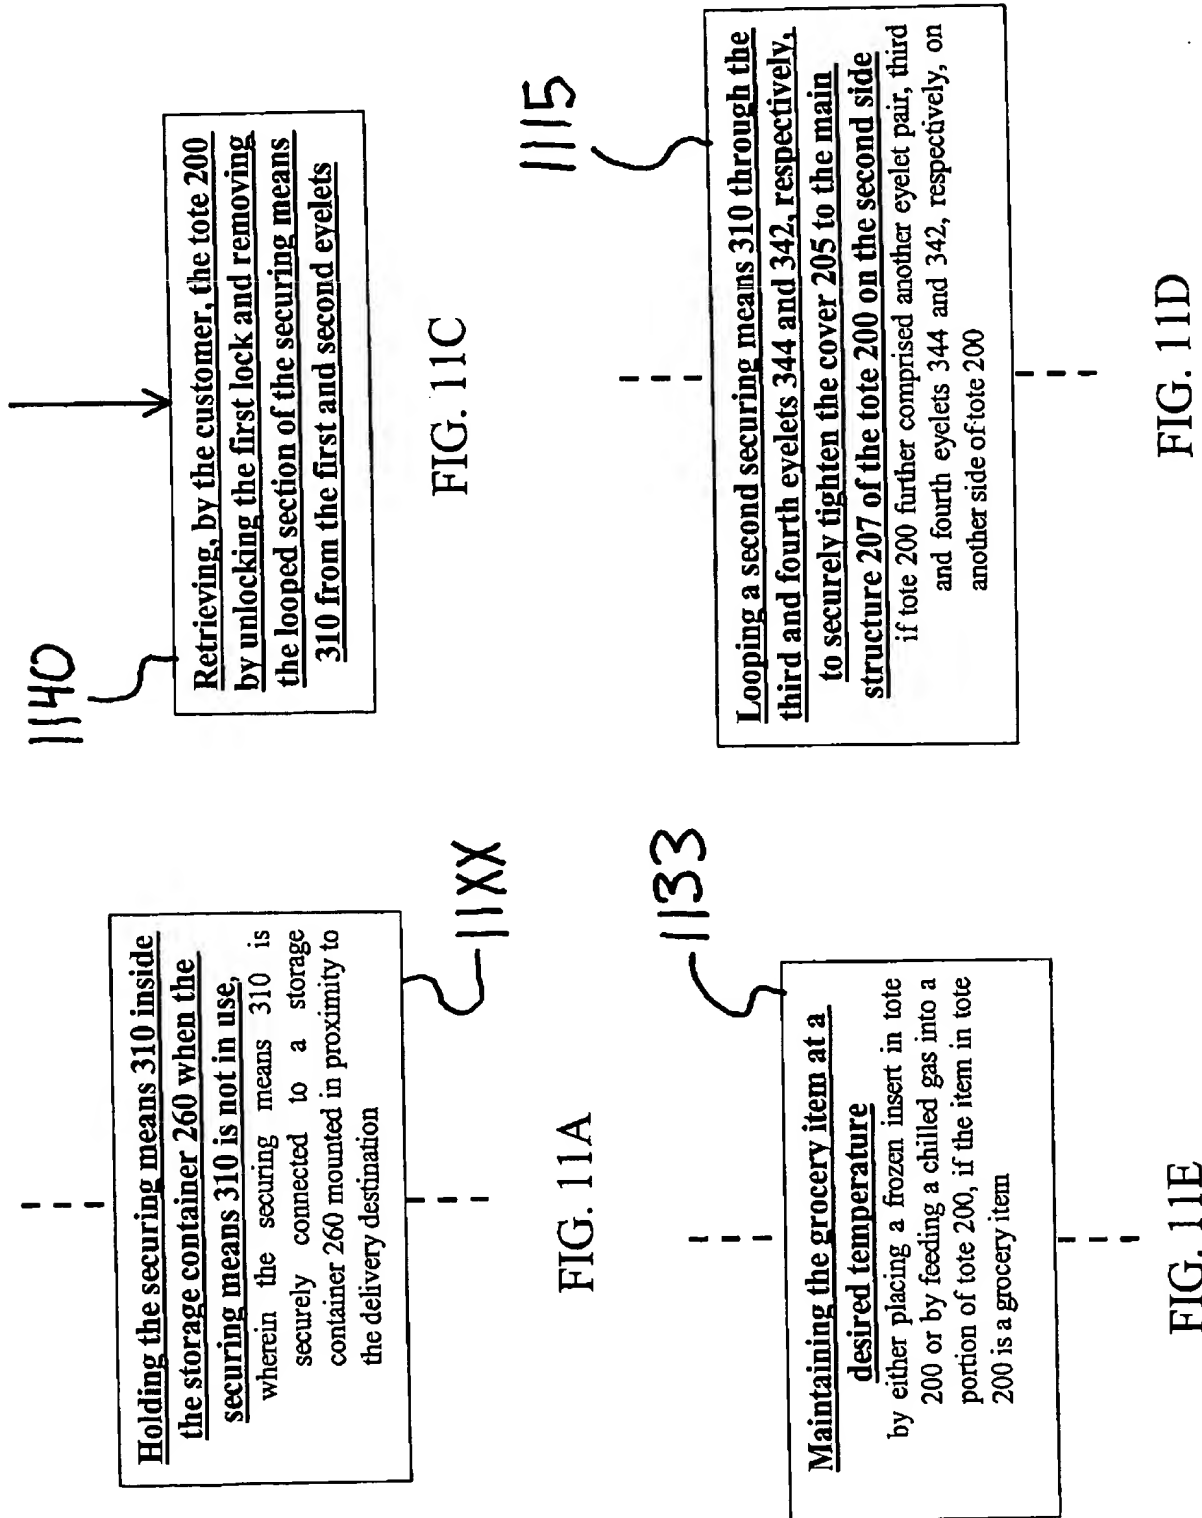 Holding the securing means 310 inside
the storage container 260 when the
securing means 310 is not in use,
wherein the securing means 310 is
securely connected to a storage
container 260 mounted in proximity to
the delivery destination
11XX
FIG. 11A
1140
Retrieving, by the customer, the tote 200
by unlocking the first lock and removing
the looped section of the securing means
310 from the first and second eyelets
FIG. 11C
1133
Maintaining the grocery item at a
desired temperature
by either placing a frozen insert in tote
200 or by feeding a chilled gas into a
portion of tote 200, if the item in tote
200 is a grocery item
FIG. 11E
1115
Looping a second securing means 310 through the
third and fourth eyelets 344 and 342, respectively,
to securely tighten the cover 205 to the main
structure 207 of the tote 200 on the second side
if tote 200 further comprised another eyelet pair, third
and fourth eyelets 344 and 342, respectively, on
another side of tote 200
FIG. 11D